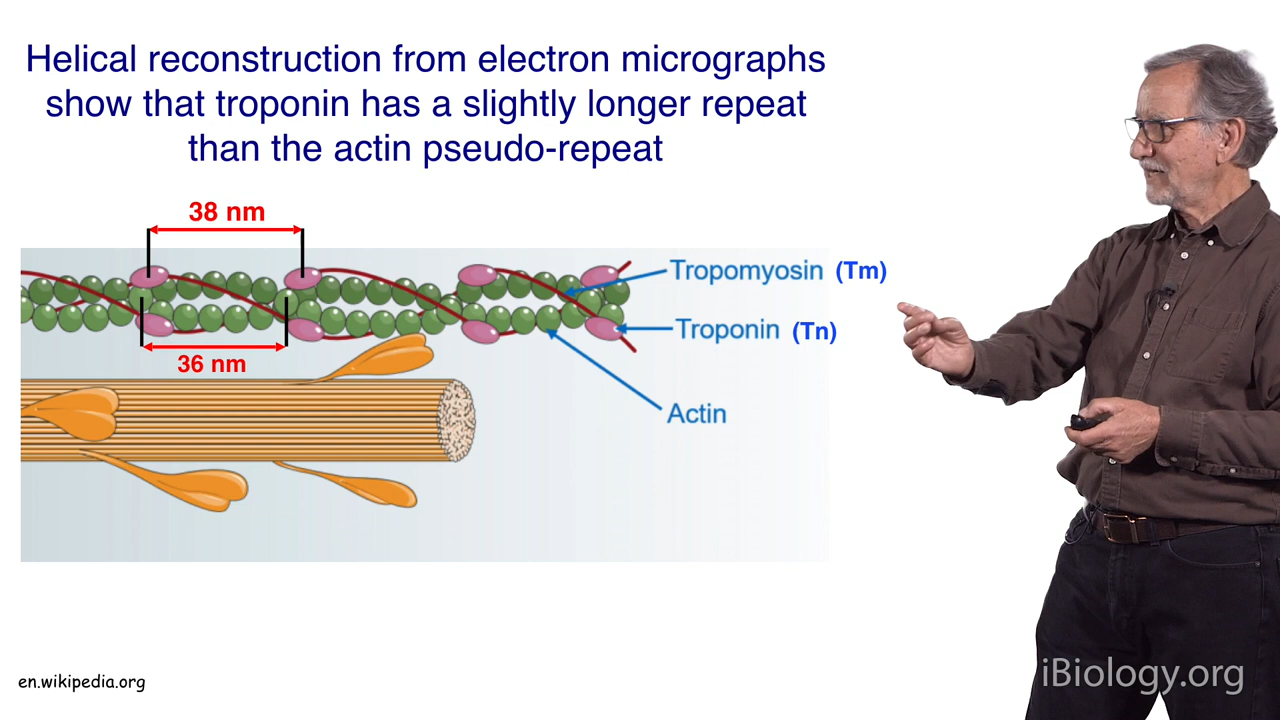 Helical reconstruction from electron micrographs
show that troponin has a slightly longer repeat
than the actin pseudo-repeat
38 nm
Tropomyosin (Tm)
Troponin (Tn)
36 nm
Actin
iBiology.org
en.wikipedia.org